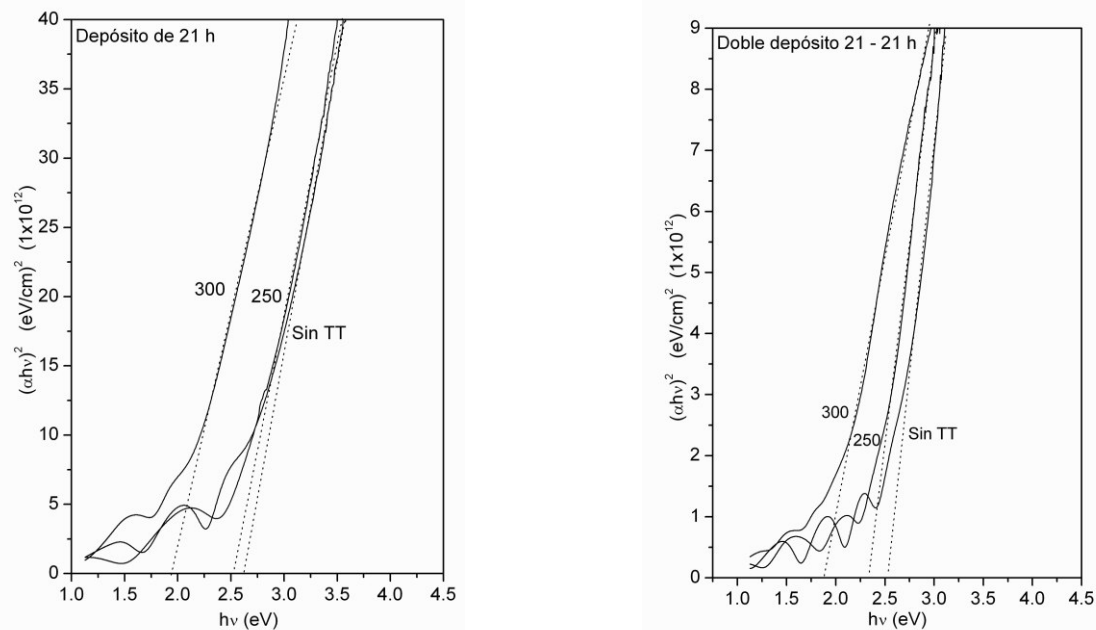 Depósito de 21 h
40
35
30
25
20
15
10
5
0
(αhν)² (eV/cm)² (1x10¹²)
300
250
Sin TT
1.0 1.5 2.0 2.5 3.0 3.5 4.0 4.5
hν (eV)
Doble depósito 21 - 21 h
9
8
7
6
5
4
3
2
1
0
(αhν)² (eV/cm)² (1x10¹²)
300
250
Sin TT
1.0 1.5 2.0 2.5 3.0 3.5 4.0 4.5
hν (eV)